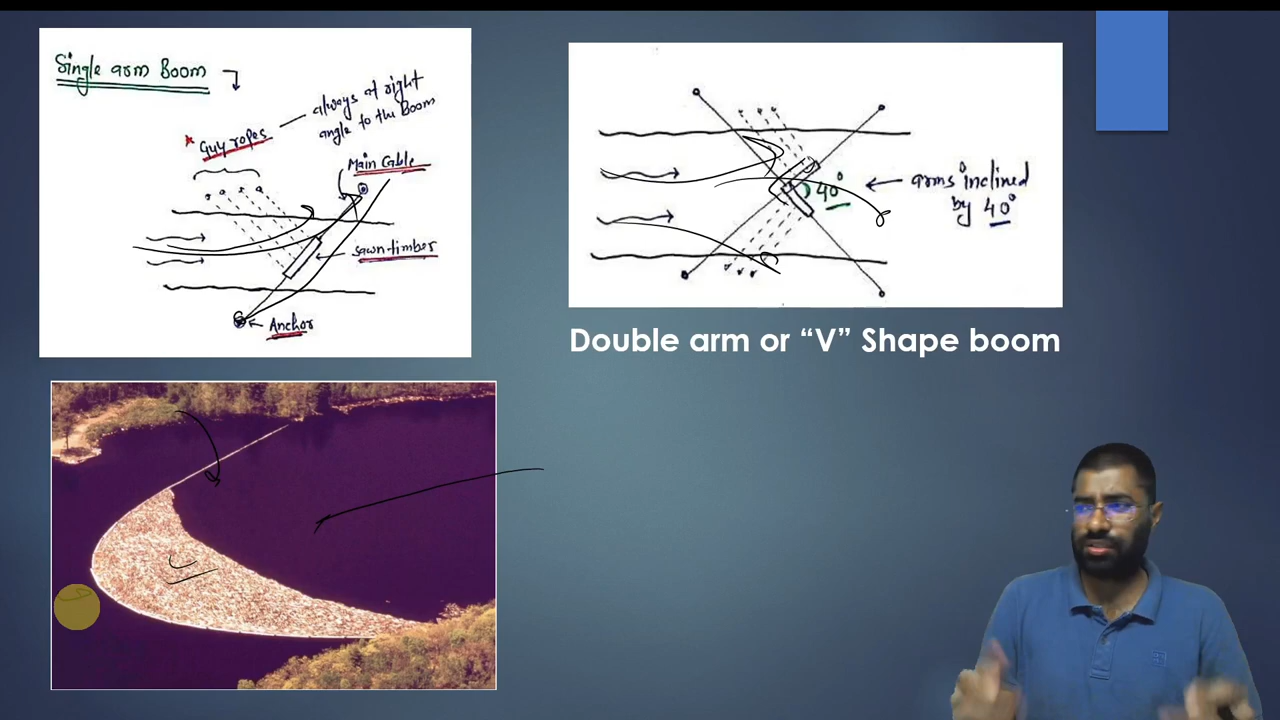 Single arm Boom
always at right
angle to the Boom
Guy ropes
Main Cable
Sawn-timber
Anchor
40°
arms inclined
by 40°
Double arm or “V” Shape boom